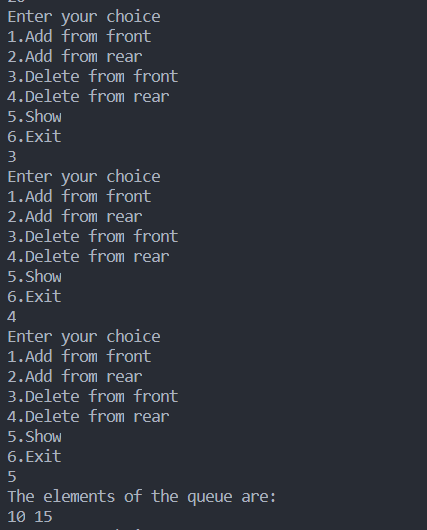 Enter your choice
1.Add from front
2.Add from rear
3.Delete from front
4.Delete from rear
5.Show
6.Exit
3
Enter your choice
1.Add from front
2.Add from rear
3.Delete from front
4.Delete from rear
5.Show
6.Exit
4
Enter your choice
1.Add from front
2.Add from rear
3.Delete from front
4.Delete from rear
5.Show
6.Exit
5
The elements of the queue are:
10 15